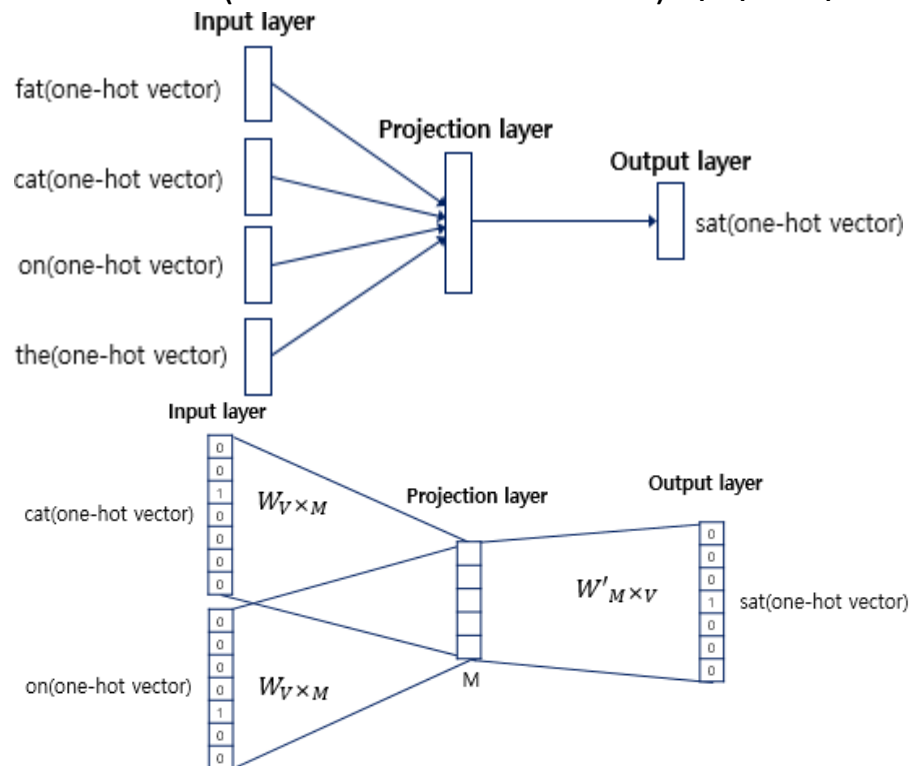 Input layer
fat(one-hot vector)
Projection layer
cat(one-hot vector)
Output layer
sat(one-hot vector)
on(one-hot vector)
the(one-hot vector)
Input layer
0
0
1
0
0
0
0
cat(one-hot vector)
W_{V×M}
Projection layer
M
Output layer
0
0
0
1
0
0
0
W'_{M×V}
sat(one-hot vector)
0
0
0
0
1
0
0
on(one-hot vector)
W_{V×M}